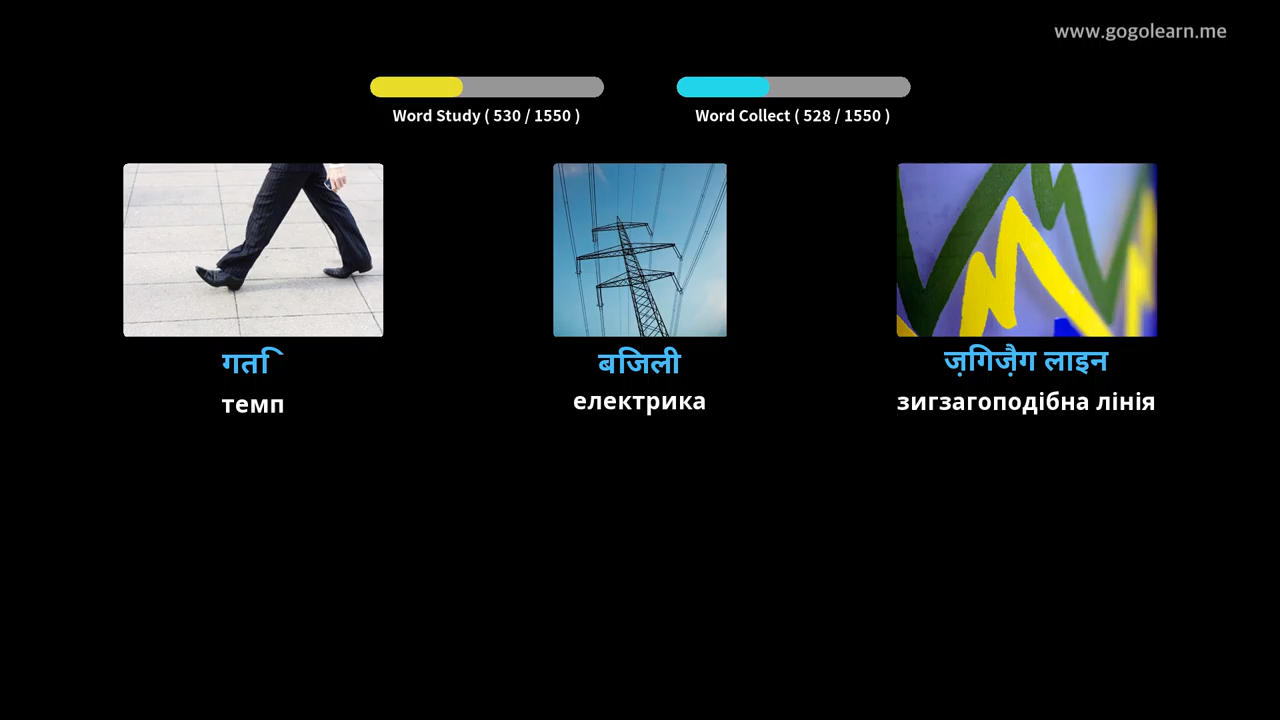 www.gogolearn.me
Word Study ( 530 / 1550 )
Word Collect ( 528 / 1550 )
गति
बिजली
ज़िगज़ैग लाइन
темп
електрика
зигзагоподібна лінія